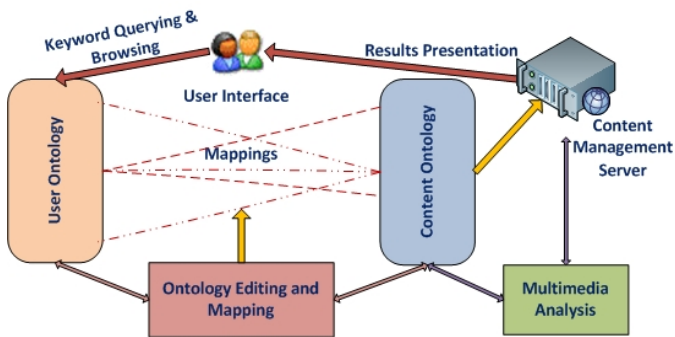 Keyword Querying &
Browsing
Results Presentation
User Interface
Content
Management
Server
User Ontology
Mappings
Content Ontology
Ontology Editing and
Mapping
Multimedia
Analysis